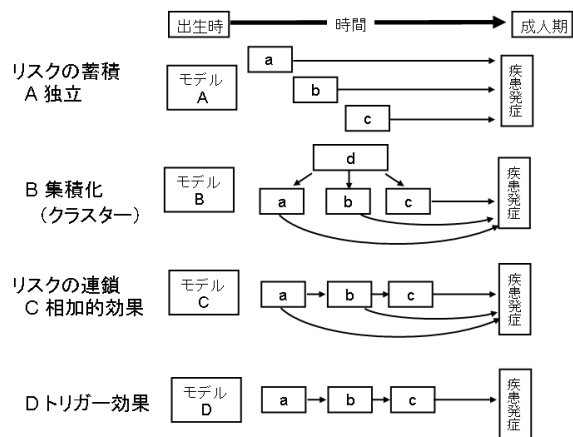 出生時 時間 成人期
リスクの蓄積
A 独立
モデル
A
a
b
c
疾患発症
B 集積化
（クラスター）
モデル
B
d
a b c
疾患発症
リスクの連鎖
C 相加的効果
モデル
C
a b c
疾患発症
D トリガー効果
モデル
D
a b c
疾患発症